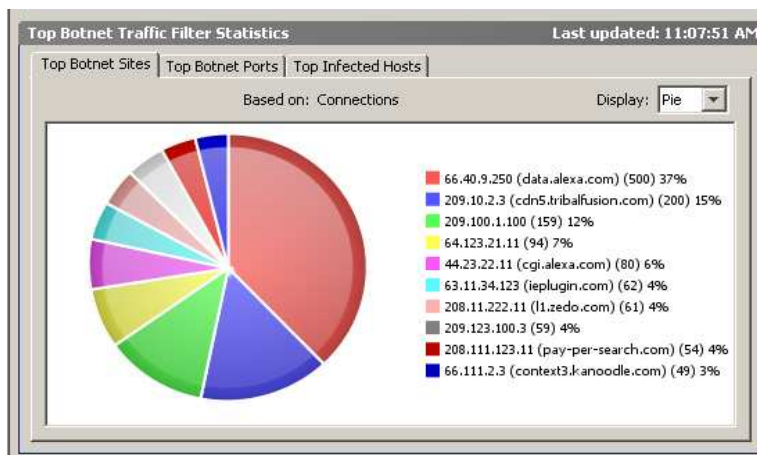 Top Botnet Traffic Filter Statistics Last updated: 11:07:51 AM
Top Botnet Sites Top Botnet Ports Top Infected Hosts
Based on: Connections Display: Pie
66.40.9.250 (data.alexa.com) (500) 37%
209.10.2.3 (cdn5.tribalfusion.com) (200) 15%
209.100.1.100 (159) 12%
64.123.21.11 (94) 7%
44.23.22.11 (cgi.alexa.com) (80) 6%
63.11.34.123 (ieplugin.com) (62) 4%
208.11.222.11 (l1.zedo.com) (61) 4%
209.123.100.3 (59) 4%
208.111.123.11 (pay-per-search.com) (54) 4%
66.111.2.3 (context3.kanoodle.com) (49) 3%